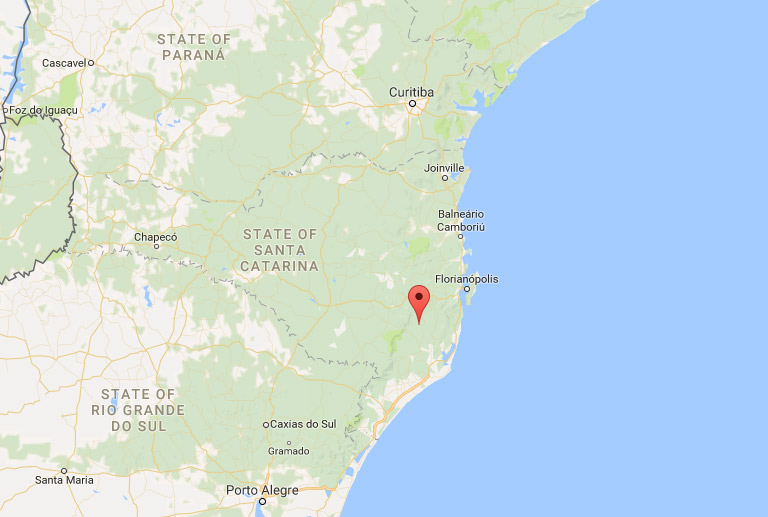 STATE OF
PARANÁ
Cascavel
Curitiba
Foz do Iguaçu
Joinville
Balneário
Camboriú
STATE OF
SANTA
CATARINA
Chapecó
Florianópolis
STATE OF
RIO GRANDE
DO SUL
Caxias do Sul
Gramado
Santa Maria
Porto Alegre